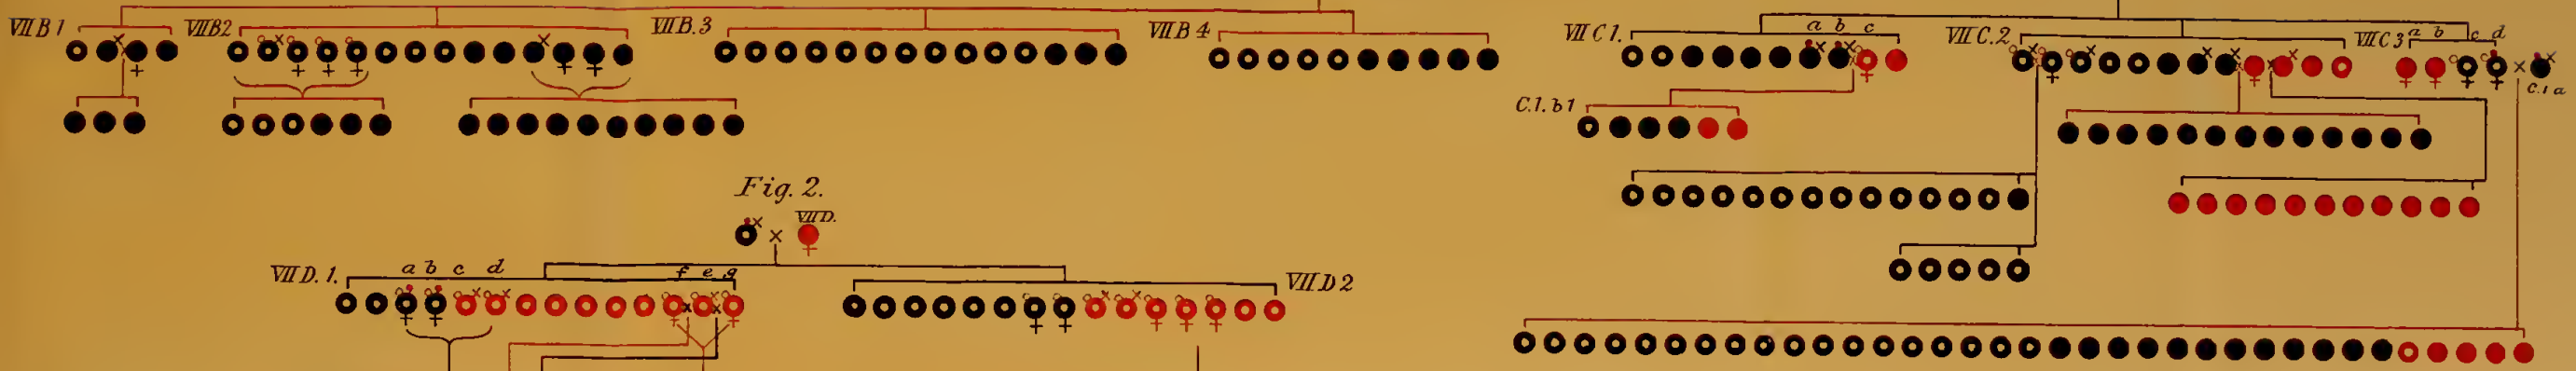 VII B 1
VII B 2
VII B. 3
VII B 4
VII C 1.
a b c
VII C. 2
VII C 3
a b c d
C. 1 a
C. 1. b 1
Fig. 2.
VII D.
VII D. 1.
a b c d f e g
VII D 2